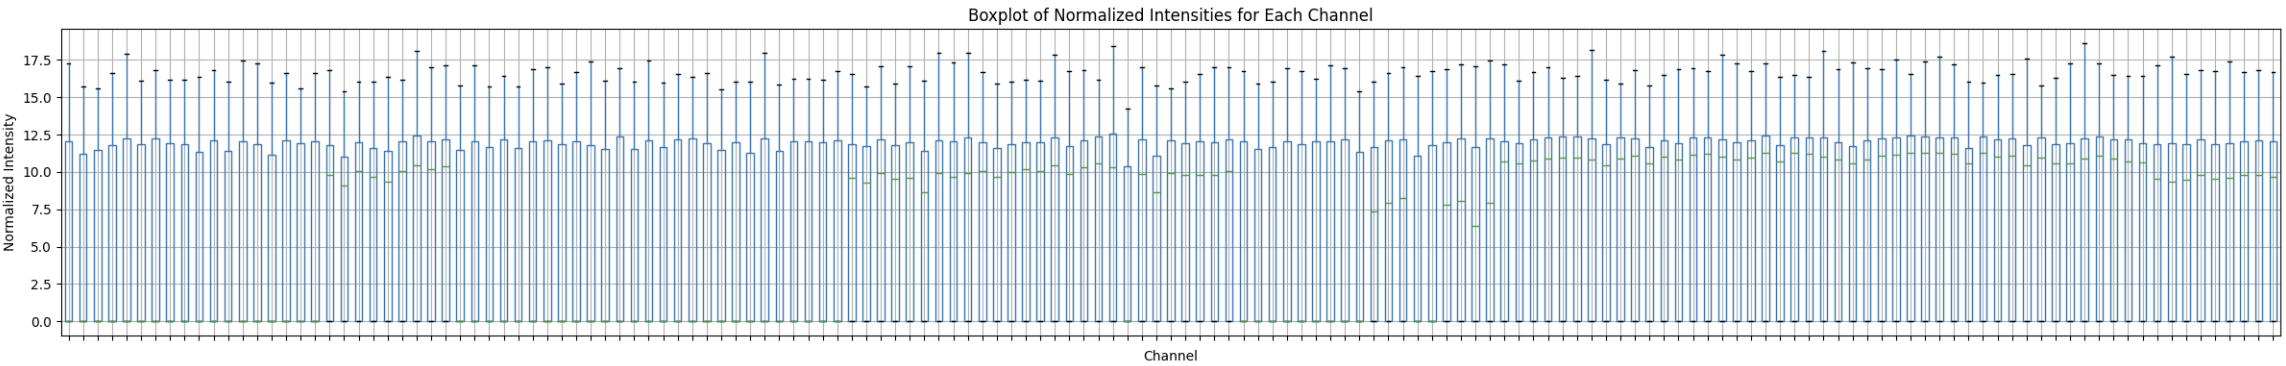 Boxplot of Normalized Intensities for Each Channel
Normalized Intensity
17.5
15.0
12.5
10.0
7.5
5.0
2.5
0.0
Channel